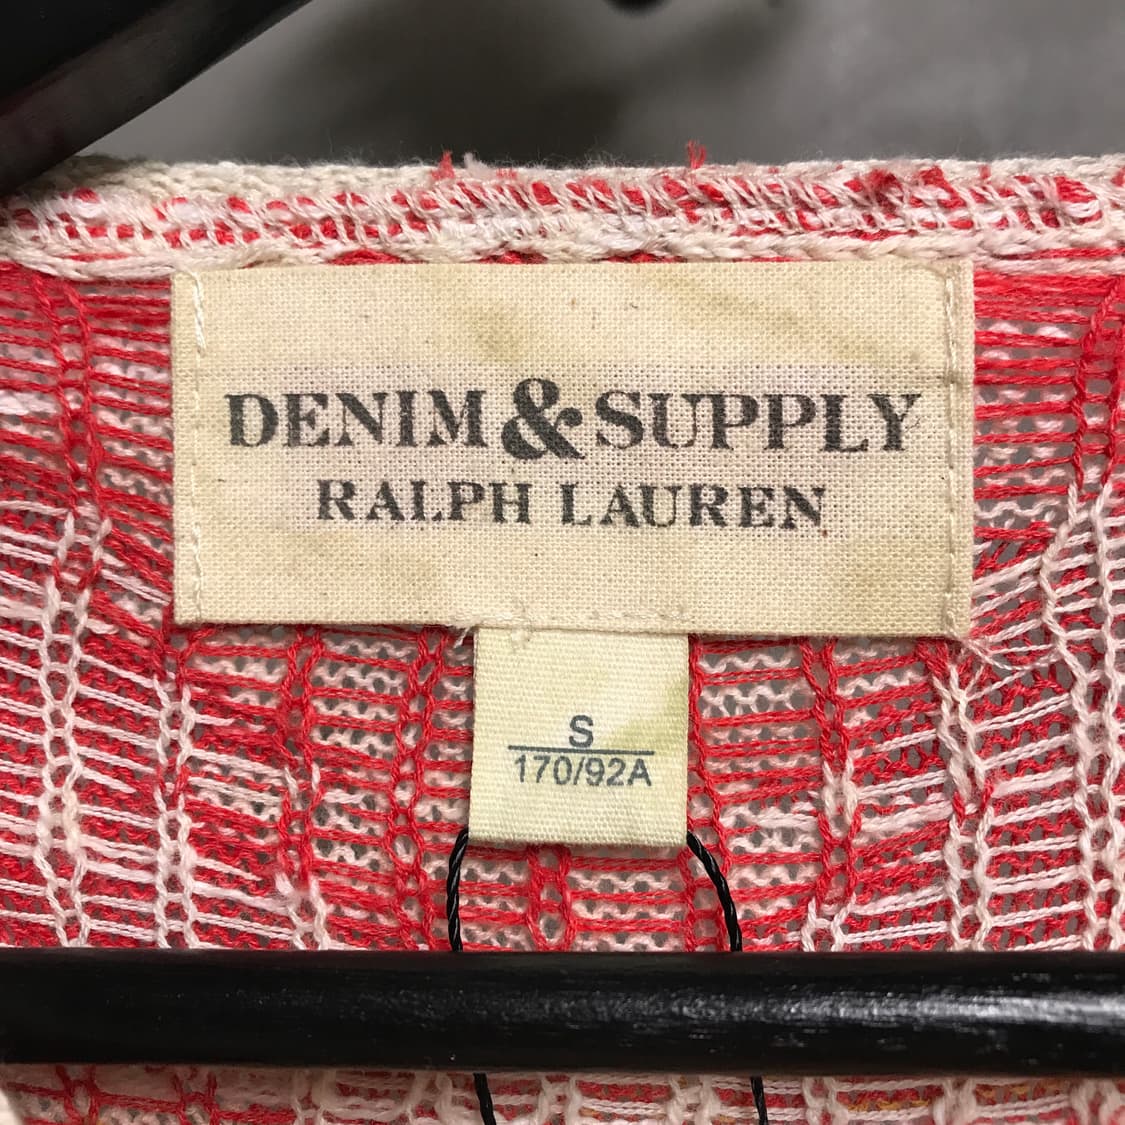 DENIM & SUPPLY
RALPH LAUREN
S
170/92A